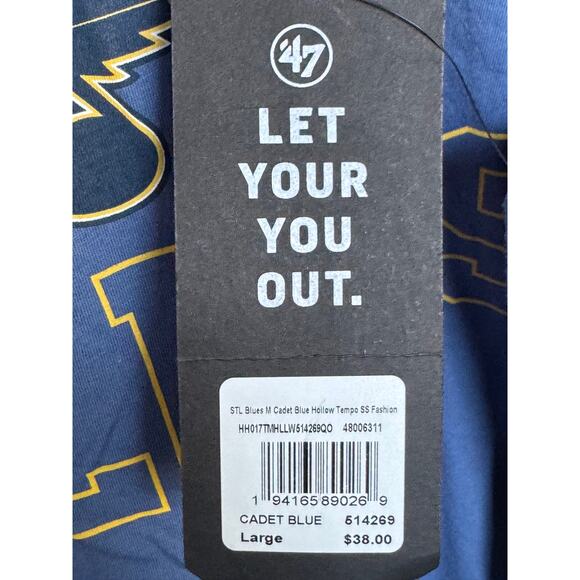 '47
LET
YOUR
YOU
OUT.
STL Blues M Cadet Blue Hollow Tempo SS Fashion
HH017TMHLLW514269QO 48006311
1 94165 89026 9
CADET BLUE 514269
Large $38.00